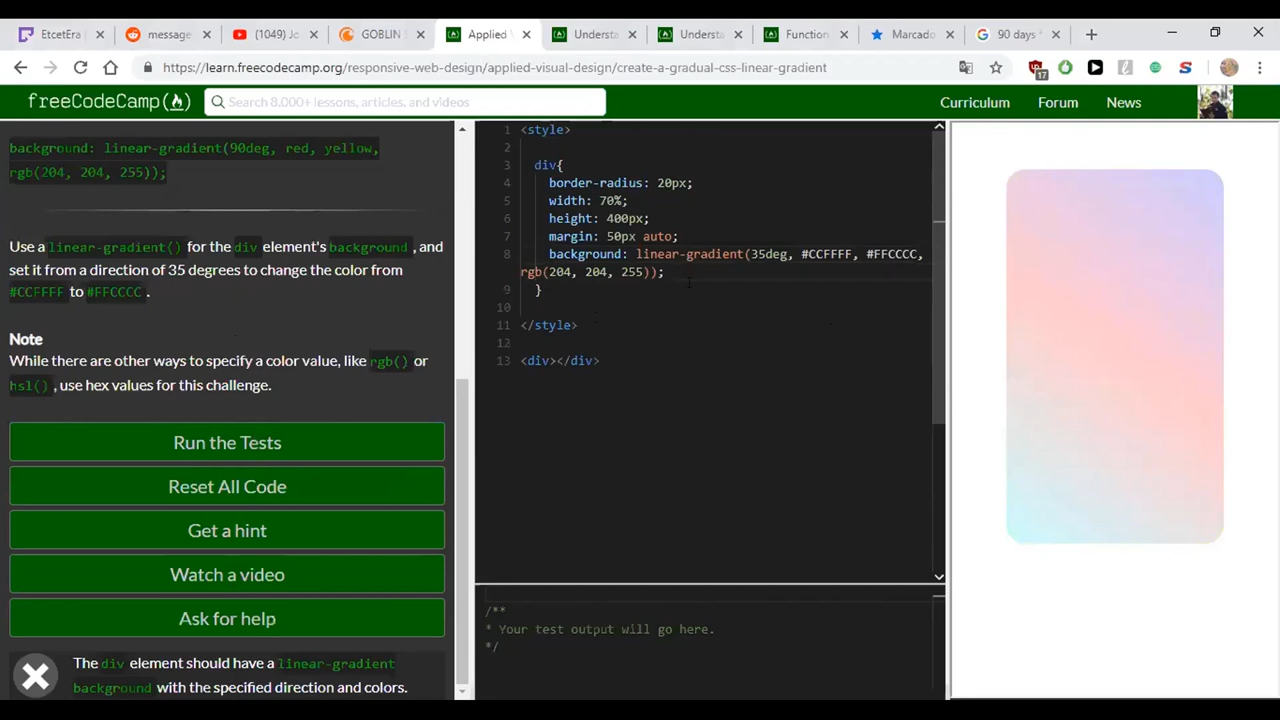 EtcetEra (
message
(1049) Jo
GOBLIN S
Applied V
Understa
Understa
Function
Marcado
90 days *
https://learn.freecodecamp.org/responsive-web-design/applied-visual-design/create-a-gradual-css-linear-gradient
17
freeCodeCamp
Search 8,000+ lessons, articles, and videos
Curriculum
Forum
News
background: linear-gradient(90deg, red, yellow,
rgb(204, 204, 255));
Use a linear-gradient() for the div element's background, and
set it from a direction of 35 degrees to change the color from
#CCFFFF to #FFCCCC.
Note
While there are other ways to specify a color value, like rgb() or
hsl(), use hex values for this challenge.
Run the Tests
Reset All Code
Get a hint
Watch a video
Ask for help
The div element should have a linear-gradient
background with the specified direction and colors.
1 <style>
2
3 div{
4 border-radius: 20px;
5 width: 70%;
6 height: 400px;
7 margin: 50px auto;
8 background: linear-gradient(35deg, #CCFFFF, #FFCCCC,
rgb(204, 204, 255));
9 }
10
11 </style>
12
13 <div></div>
/**
* Your test output will go here.
*/